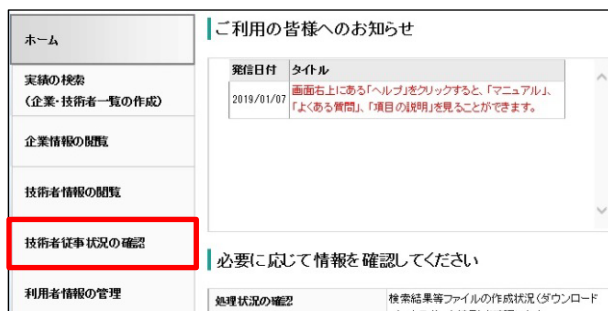 ホーム
実績の検索
(企業・技術者一覧の作成)
企業情報の閲覧
技術者情報の閲覧
技術者従事状況の確認
利用者情報の管理
ご利用の皆様へのお知らせ
発信日付 タイトル
2019/01/07 画面右上にある「ヘルプ」をクリックすると、「マニュアル」、
「よくある質問」、「項目の説明」を見ることができます。
必要に応じて情報を確認してください
処理状況の確認 検索結果等ファイルの作成状況(ダウンロード